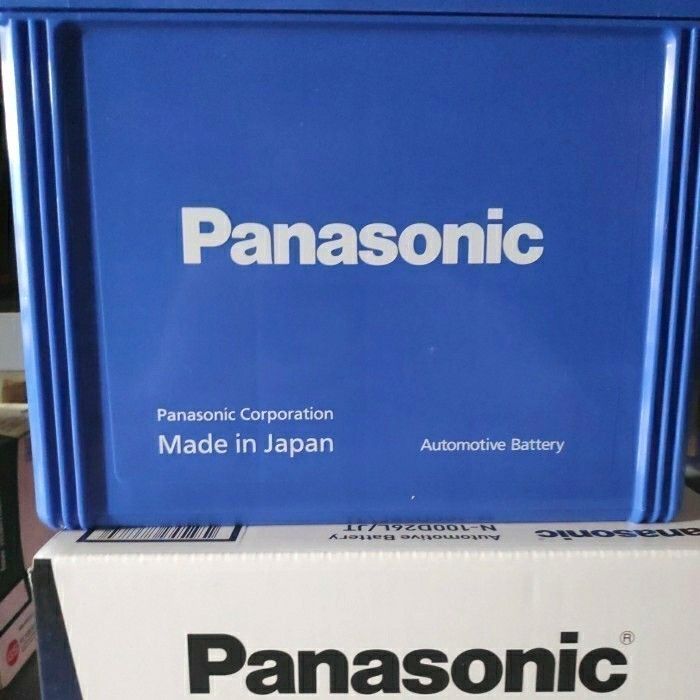 Panasonic
Panasonic Corporation
Made in Japan
Automotive Battery
Automotive Battery
N-100D26L/JT
Panasonic
Panasonic®